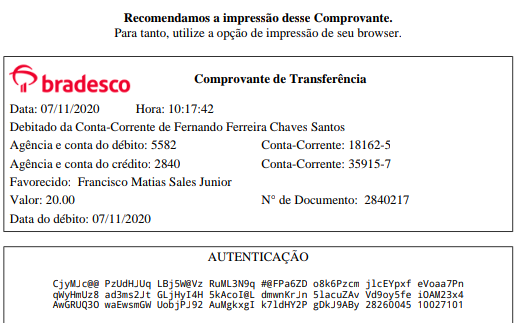 Recomendamos a impressão desse Comprovante.
Para tanto, utilize a opção de impressão de seu browser.
bradesco
Comprovante de Transferência
Data: 07/11/2020 Hora: 10:17:42
Debitado da Conta-Corrente de Fernando Ferreira Chaves Santos
Agência e conta do débito: 5582 Conta-Corrente: 18162-5
Agência e conta do crédito: 2840 Conta-Corrente: 35915-7
Favorecido: Francisco Matias Sales Junior
Valor: 20.00 N° de Documento: 2840217
Data do débito: 07/11/2020
AUTENTICAÇÃO
CjyMJc@@ PzUdHJUq LBj5W@Vz RuML3N9q #@FPa6ZD o8k6Pzcm jlcEYpxf eVoaa7Pn
qWyHmUz8 ad3ms2Jt GLjHyI4H 5kAcoI@L dmwnKrJn 5lacuZAv Vd9oy5fe iOAM23x4
AwGRUQ3O waEwsmGW UobjPJ92 AuMgkxgI k7ldHY2P gDkJ9ABy 28260045 10027101